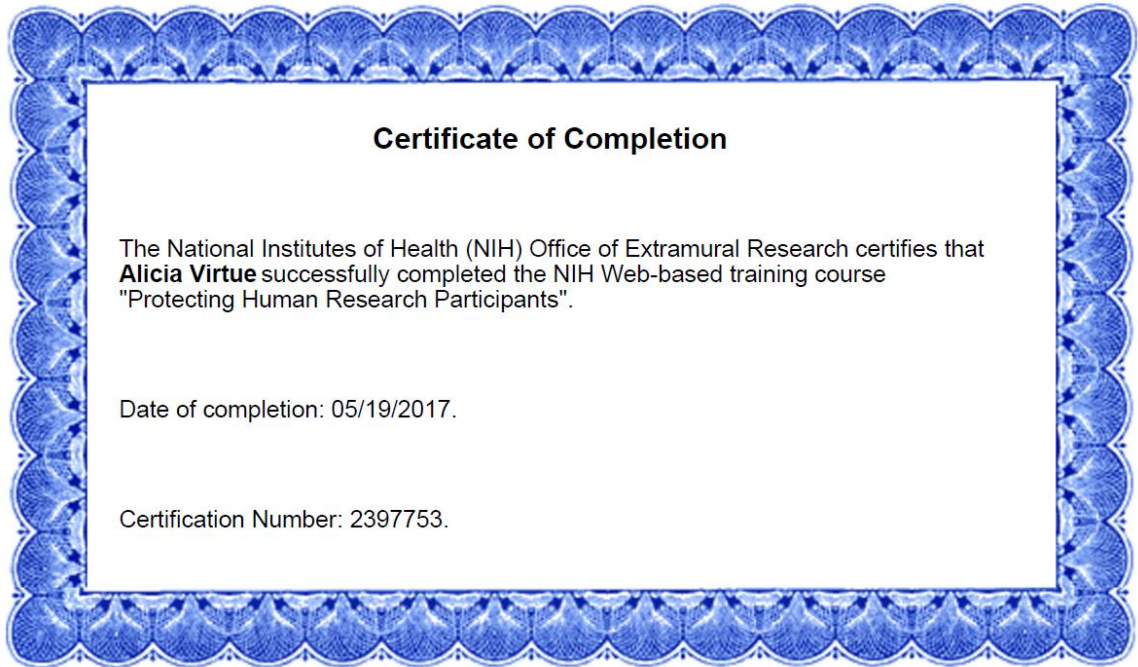 Certificate of Completion
The National Institutes of Health (NIH) Office of Extramural Research certifies that
Alicia Virtue successfully completed the NIH Web-based training course
"Protecting Human Research Participants".
Date of completion: 05/19/2017.
Certification Number: 2397753.